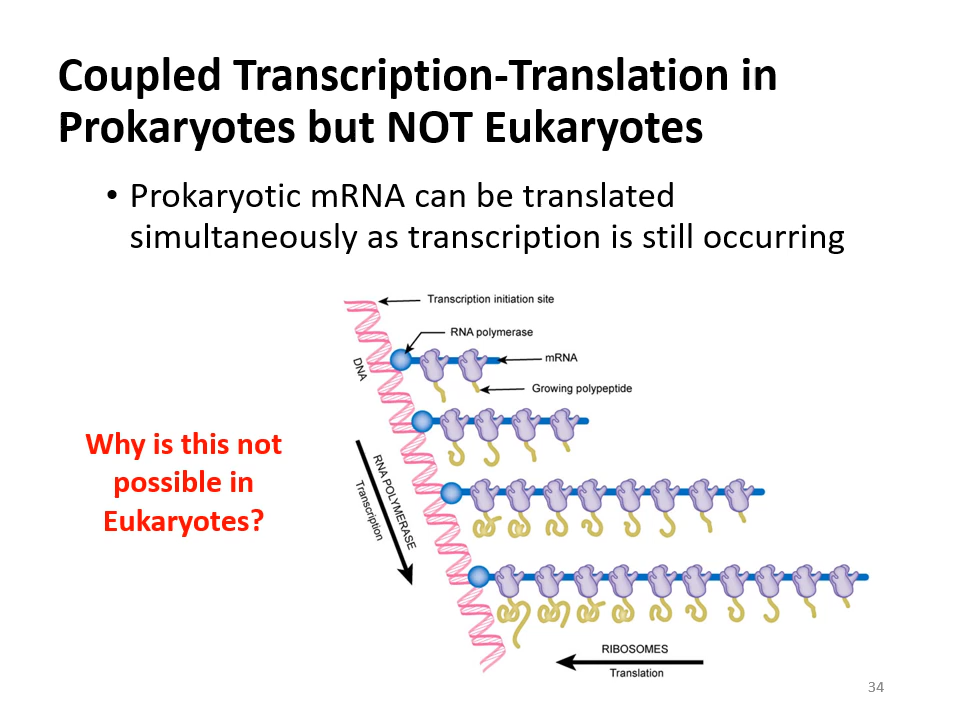 Coupled Transcription-Translation in
Prokaryotes but NOT Eukaryotes
• Prokaryotic mRNA can be translated
simultaneously as transcription is still occurring
Transcription initiation site
RNA polymerase
DNA
mRNA
Growing polypeptide
Why is this not
possible in
Eukaryotes?
RNA POLYMERASE
Transcription
RIBOSOMES
Translation
34